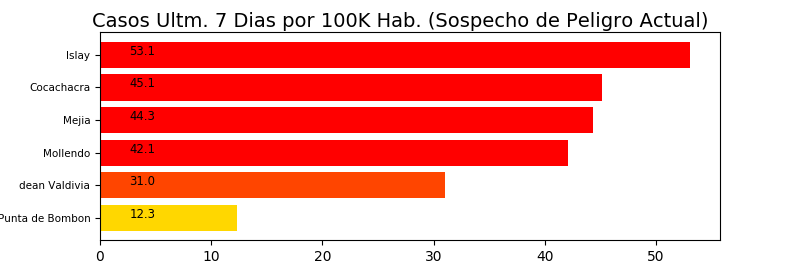 Casos Ultm. 7 Dias por 100K Hab. (Sospecho de Peligro Actual)
Islay 53.1
Cocachacra 45.1
Mejia 44.3
Mollendo 42.1
dean Valdivia 31.0
Punta de Bombon 12.3
0 10 20 30 40 50